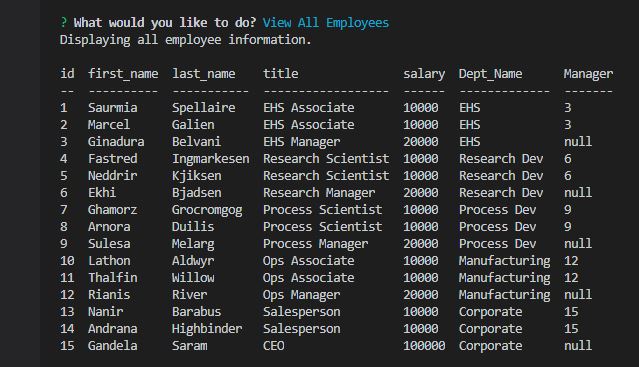 ? What would you like to do? View All Employees
Displaying all employee information.
id  first_name  last_name    title               salary  Dept_Name      Manager
--  ----------  -----------  ------------------  ------  -------------  -------
1   Saurmia     Spellaire    EHS Associate       10000   EHS            3
2   Marcel      Galien       EHS Associate       10000   EHS            3
3   Ginadura    Belvani      EHS Manager         20000   EHS            null
4   Fastred     Ingmarkesen  Research Scientist  10000   Research Dev   6
5   Neddrir     Kjiksen      Research Scientist  10000   Research Dev   6
6   Ekhi        Bjadsen      Research Manager    20000   Research Dev   null
7   Ghamorz     Grocromgog   Process Scientist   10000   Process Dev    9
8   Arnora      Duilis       Process Scientist   10000   Process Dev    9
9   Sulesa      Melarg       Process Manager     20000   Process Dev    null
10  Lathon      Aldwyr       Ops Associate       10000   Manufacturing  12
11  Thalfin     Willow       Ops Associate       10000   Manufacturing  12
12  Rianis      River        Ops Manager         20000   Manufacturing  null
13  Nanir       Barabus      Salesperson         10000   Corporate      15
14  Andrana     Highbinder   Salesperson         10000   Corporate      15
15  Gandela     Saram        CEO                 100000  Corporate      null